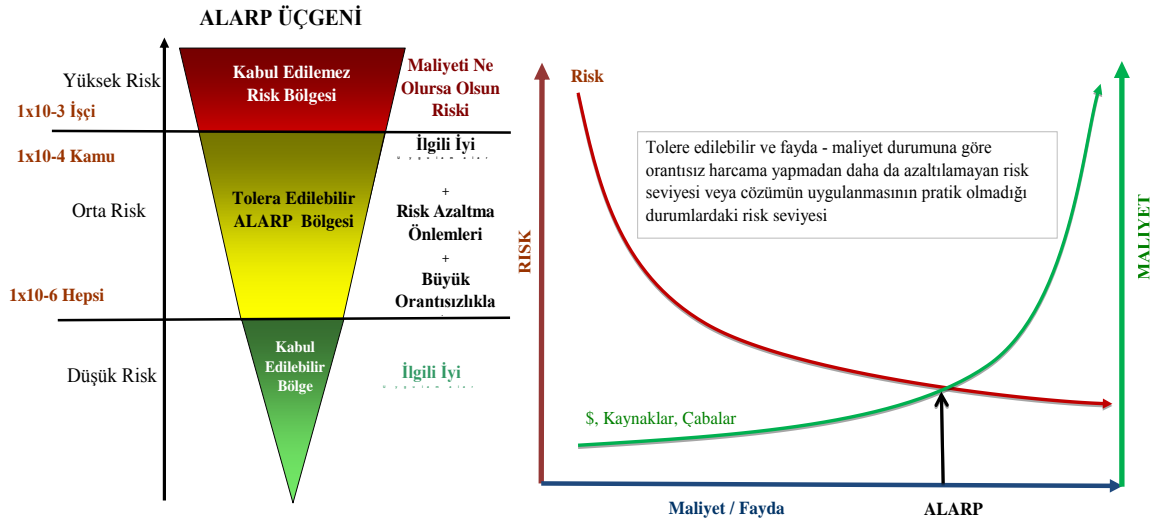 ALARP ÜÇGENİ
Yüksek Risk
1x10-3 İşçi
1x10-4 Kamu
Orta Risk
1x10-6 Hepsi
Düşük Risk
Kabul Edilemez
Risk Bölgesi
Tolera Edilebilir
ALARP Bölgesi
Kabul
Edilebilir
Bölge
Maliyeti Ne
Olursa Olsun
Riski
İlgili İyi
+
Risk Azaltma
Önlemleri
+
Büyük
Orantısızlıkla
İlgili İyi
Risk
RISK
Tolere edilebilir ve fayda - maliyet durumuna göre
orantısız harcama yapmadan daha da azaltılamayan risk
seviyesi veya çözümün uygulanmasının pratik olmadığı
durumlardaki risk seviyesi
MALIYET
$, Kaynaklar, Çabalar
Maliyet / Fayda
ALARP